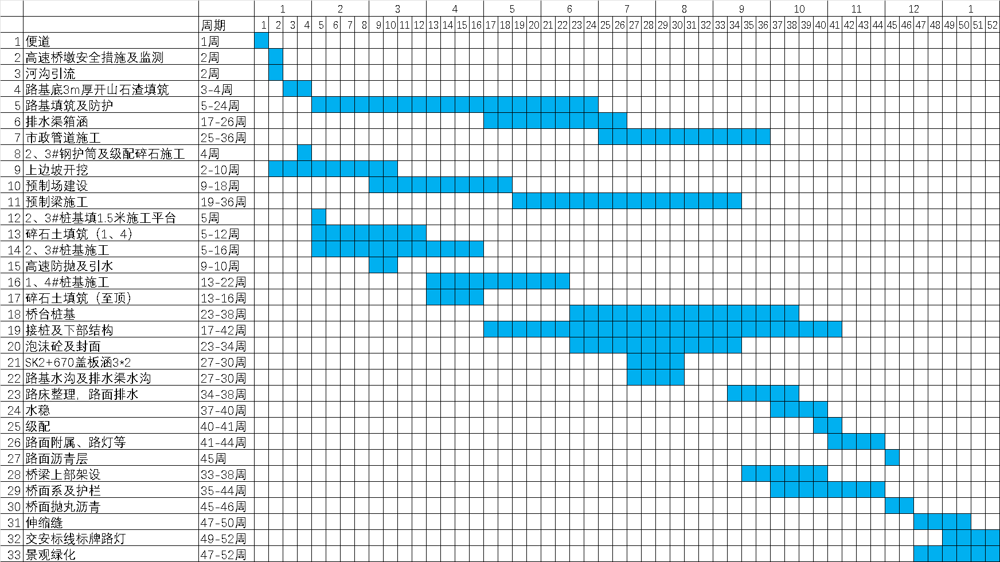 1 2 3 4 5 6 7 8 9 10 11 12 1
周期 1 2 3 4 5 6 7 8 9 10 11 12 13 14 15 16 17 18 19 20 21 22 23 24 25 26 27 28 29 30 31 32 33 34 35 36 37 38 39 40 41 42 43 44 45 46 47 48 49 50 51 52
1 便道 1周
2 高速桥墩安全措施及监测 2周
3 河沟引流 2周
4 路基底3m厚开山石渣填筑 3-4周
5 路基填筑及防护 5-24周
6 排水渠箱涵 17-26周
7 市政管道施工 25-36周
8 2、3#钢护筒及级配碎石施工 4周
9 上边坡开挖 2-10周
10 预制场建设 9-18周
11 预制梁施工 19-36周
12 2、3#桩基填1.5米施工平台 5周
13 碎石土填筑（1、4） 5-12周
14 2、3#桩基施工 5-16周
15 高速防抛及引水 9-10周
16 1、4#桩基施工 13-22周
17 碎石土填筑（至顶） 13-16周
18 桥台桩基 23-38周
19 接桩及下部结构 17-42周
20 泡沫砼及封面 23-34周
21 SK2+670盖板涵3*2 27-30周
22 路基水沟及排水渠水沟 27-30周
23 路床整理，路面排水 34-38周
24 水稳 37-40周
25 级配 40-41周
26 路面附属、路灯等 41-44周
27 路面沥青层 45周
28 桥梁上部架设 33-38周
29 桥面系及护栏 35-44周
30 桥面抛丸沥青 45-46周
31 伸缩缝 47-50周
32 交安标线标牌路灯 49-52周
33 景观绿化 47-52周